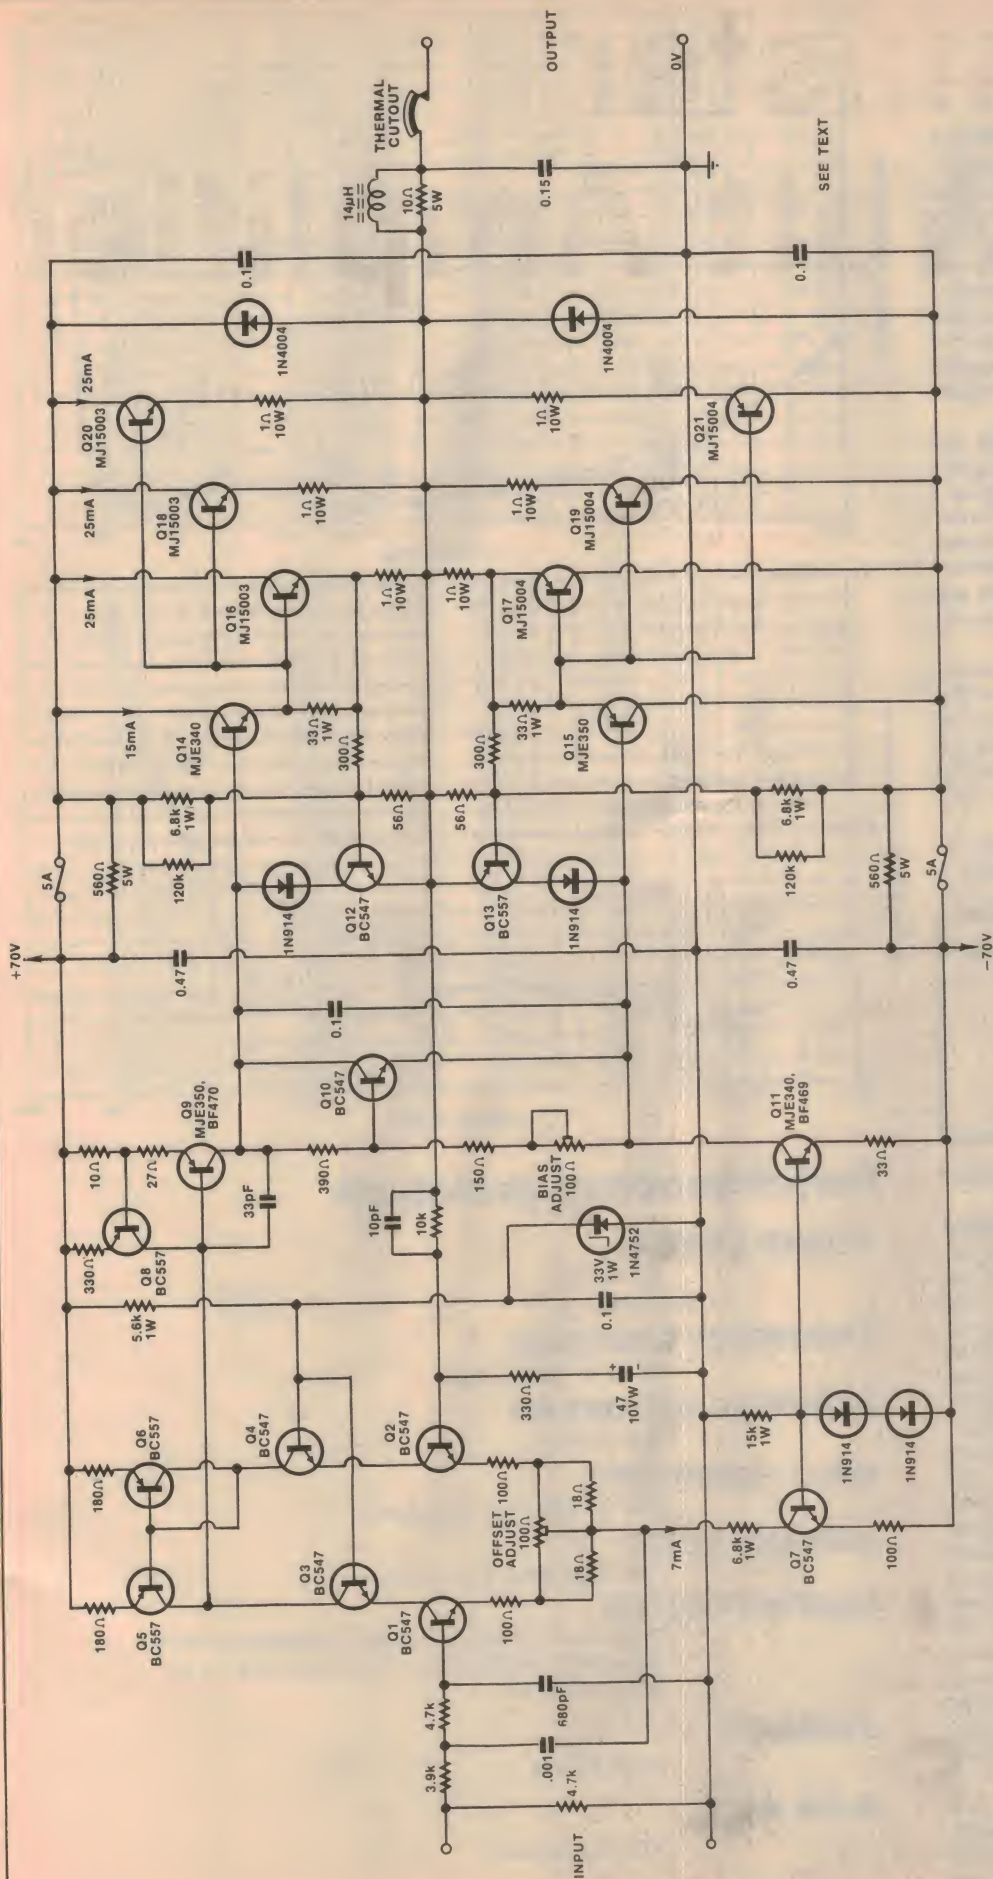 +70V
180Ω
180Ω
Q5
BC557
Q6
BC557
330Ω
10Ω
Q8
BC557
27Ω
Q9
MJE350,
BF470
5.6k
1W
33pF
Q3
BC547
Q4
BC547
Q1
BC547
Q2
BC547
390Ω
Q10
BC547
0.1
0.47
5A
560Ω
5W
120k
6.8k
1W
1N914
Q12
BC547
300Ω
56Ω
56Ω
300Ω
Q13
BC557
1N914
15mA
Q14
MJE340
33Ω
1W
33Ω
1W
Q15
MJE350
25mA
Q16
MJ15003
1Ω
10W
1Ω
10W
Q17
MJ15004
25mA
Q18
MJ15003
1Ω
10W
1Ω
10W
Q19
MJ15004
25mA
Q20
MJ15003
1Ω
10W
1Ω
10W
Q21
MJ15004
1N4004
1N4004
0.1
0.1
14µH
10Ω
5W
THERMAL
CUTOUT
0.15
OUTPUT
0V
SEE TEXT
3.9k
4.7k
INPUT
4.7k
.001
680pF
100Ω
100Ω
OFFSET
ADJUST
100Ω
18Ω
18Ω
7mA
6.8k
1W
Q7
BC547
100Ω
330Ω
+
-
47
10VW
10pF
10k
0.1
33V
1W
1N4752
150Ω
BIAS
ADJUST
100Ω
15k
1W
1N914
1N914
Q11
MJE340,
BF469
33Ω
0.47
120k
6.8k
1W
560Ω
5W
5A
−70V